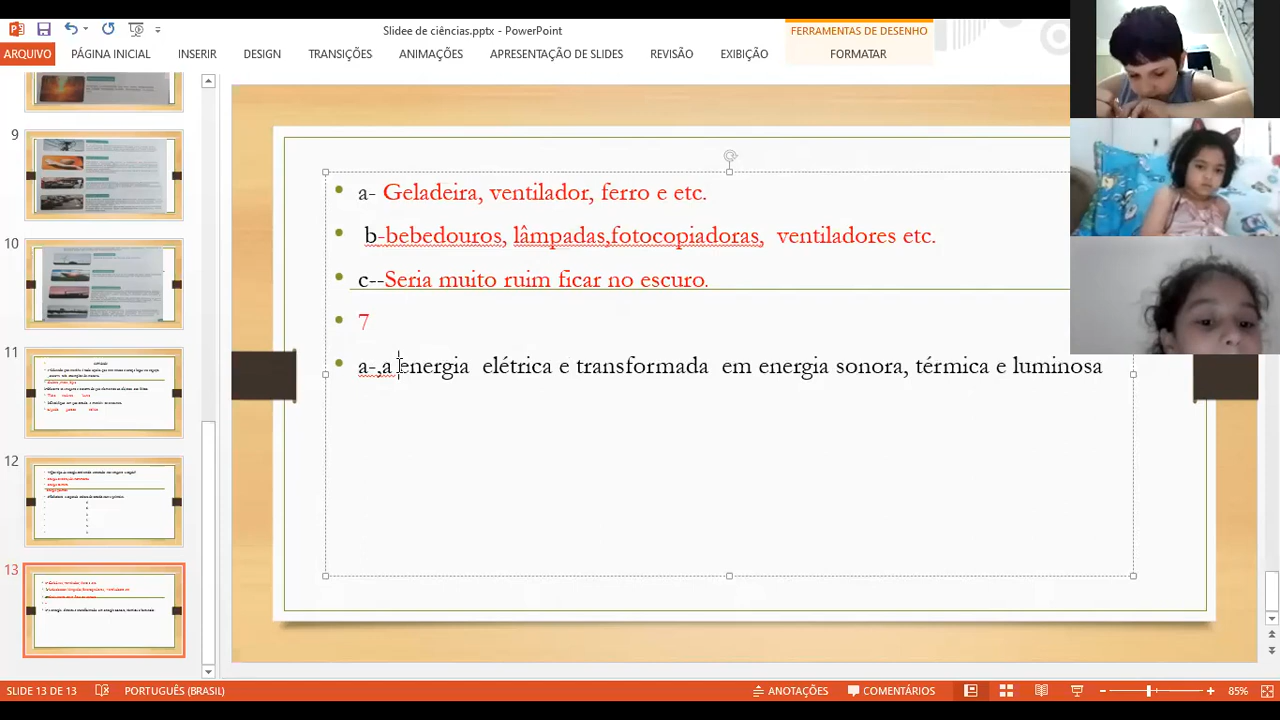 Slidee de ciências.pptx - PowerPoint
FERRAMENTAS DE DESENHO
ARQUIVO PÁGINA INICIAL INSERIR DESIGN TRANSIÇÕES ANIMAÇÕES APRESENTAÇÃO DE SLIDES REVISÃO EXIBIÇÃO FORMATAR
9
10
11
12
13
a- Geladeira, ventilador, ferro e etc.
b-bebedouros, lâmpadas,fotocopiadoras, ventiladores etc.
c--Seria muito ruim ficar no escuro.
7
a-,a energia elétrica e transformada em energia sonora, térmica e luminosa
SLIDE 13 DE 13 PORTUGUÊS (BRASIL) ANOTAÇÕES COMENTÁRIOS 85%